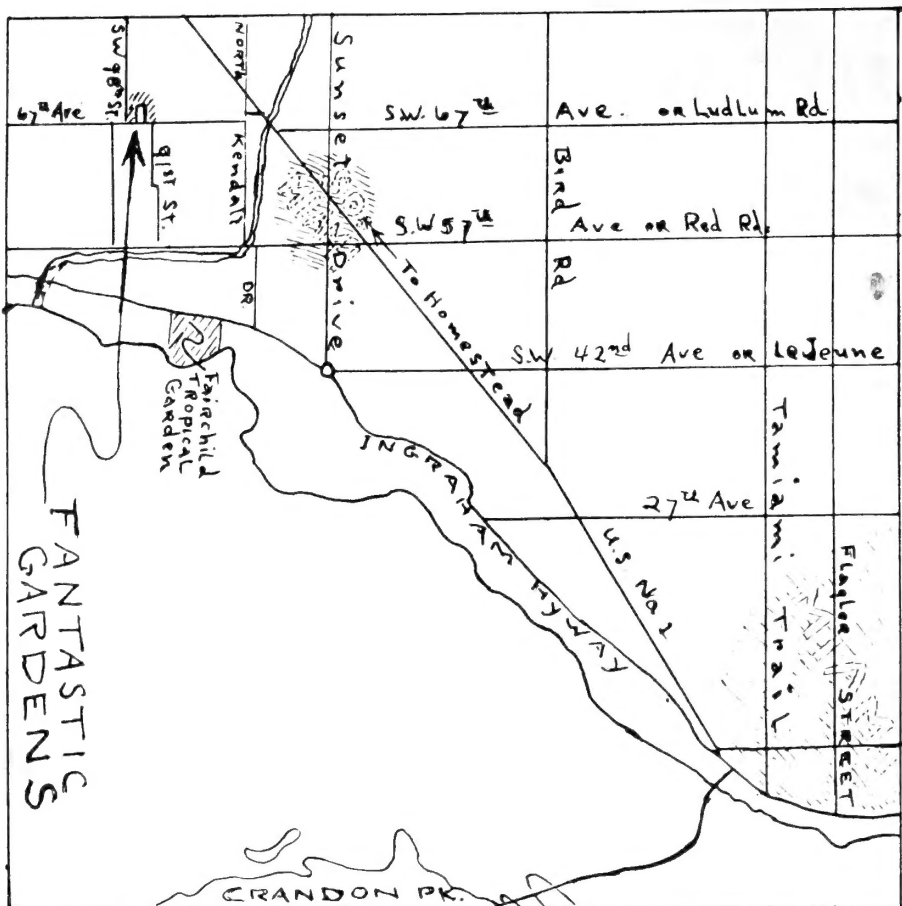 SW 98th St.
NORTH
Kendall
DR.
Sunset Drive
67th Ave
S.W. 67th Ave. or Ludlum Rd
91st St.
Bird Rd
S.W 57th Ave or Red Rd.
To Homestead
S.W 42nd Ave or LeJeune
Fairchild
TROPICAL
GARDEN
INGRAHAM HYWAY
27th Ave
U.S. No 1
Tamiami Trail
Flagler STREET
FANTASTIC
GARDENS
CRANDON PK.